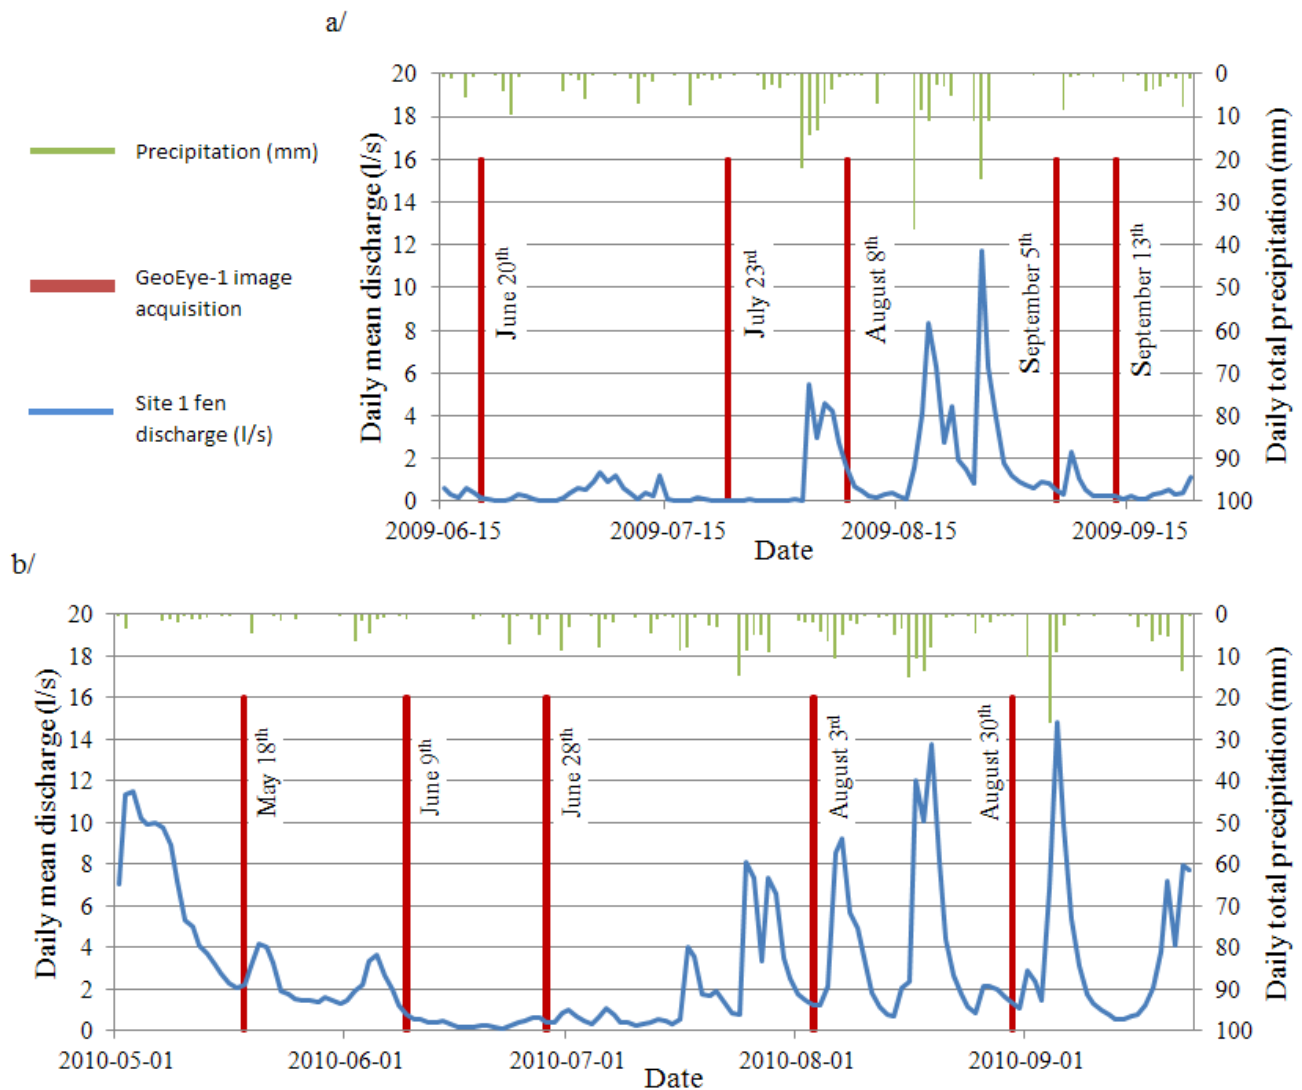 a/
Precipitation (mm)
GeoEye-1 image
acquisition
Site 1 fen
discharge (l/s)
Daily mean discharge (l/s)
20
18
16
14
12
10
8
6
4
2
0
June 20th
July 23rd
August 8th
September 5th
September 13th
0
10
20
30
40
50
60
70
80
90
100
Daily total precipitation (mm)
2009-06-15
2009-07-15
2009-08-15
2009-09-15
Date
b/
Daily mean discharge (l/s)
20
18
16
14
12
10
8
6
4
2
0
May 18th
June 9th
June 28th
August 3rd
August 30th
0
10
20
30
40
50
60
70
80
90
100
Daily total precipitation (mm)
2010-05-01
2010-06-01
2010-07-01
2010-08-01
2010-09-01
Date